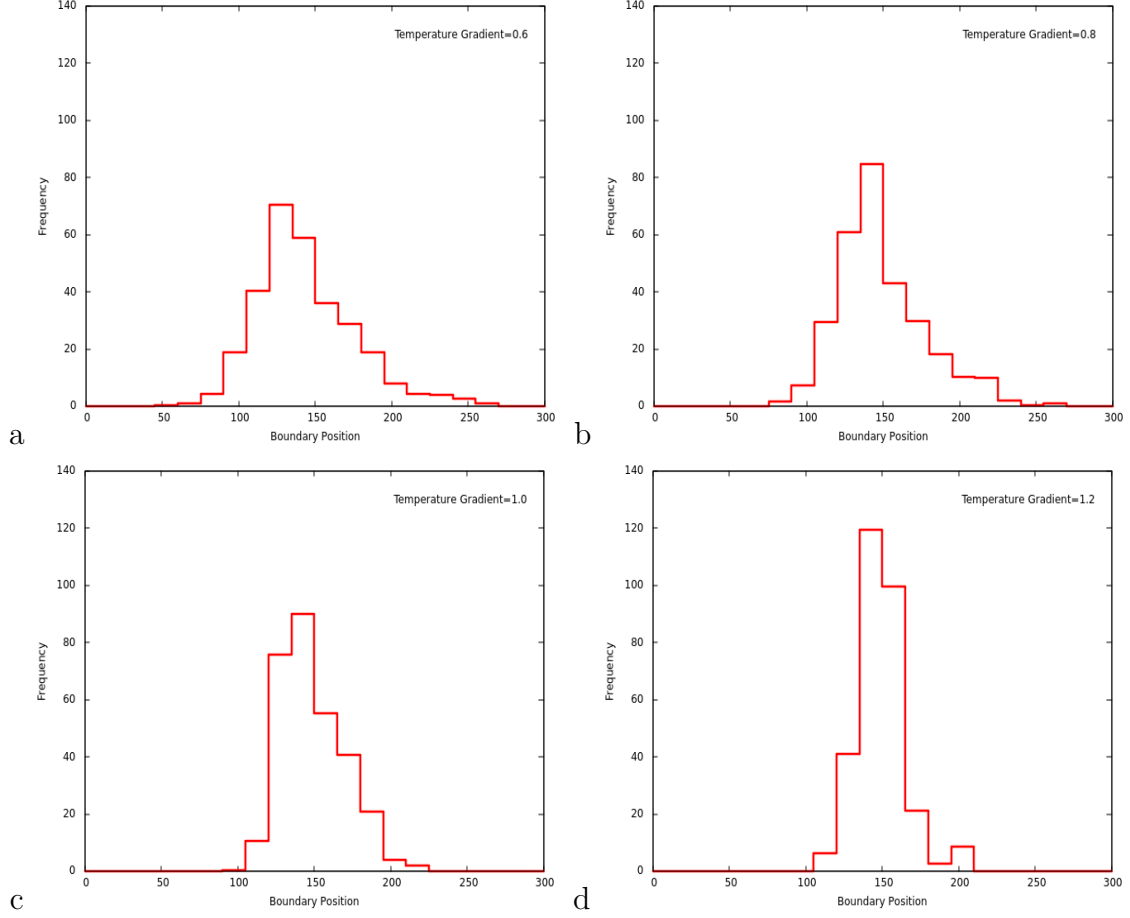 140
120
100
80
60
40
20
0
Frequency
Temperature Gradient=0.6
0 50 100 150 200 250 300
Boundary Position
a
140
120
100
80
60
40
20
0
Frequency
Temperature Gradient=0.8
0 50 100 150 200 250 300
Boundary Position
b
140
120
100
80
60
40
20
0
Frequency
Temperature Gradient=1.0
0 50 100 150 200 250 300
Boundary Position
c
140
120
100
80
60
40
20
0
Frequency
Temperature Gradient=1.2
0 50 100 150 200 250 300
Boundary Position
d